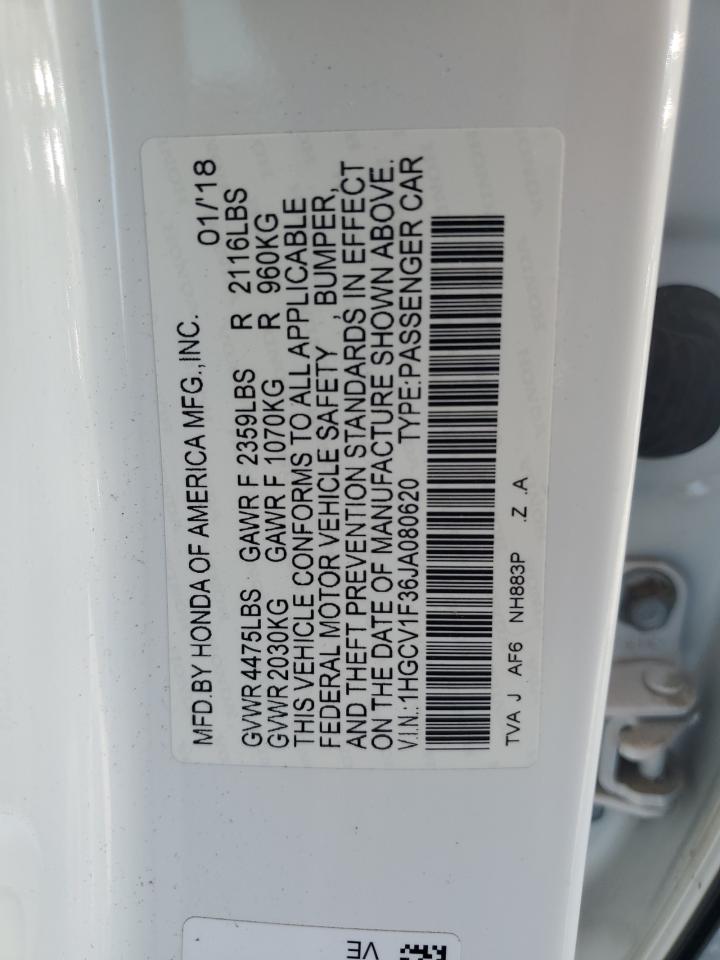 MFD.BY HONDA OF AMERICA MFG.,INC. 01/'18
GVWR 4475LBS GAWR F 2359LBS R 2116LBS
GVWR 2030KG GAWR F 1070KG R 960KG
THIS VEHICLE CONFORMS TO ALL APPLICABLE
FEDERAL MOTOR VEHICLE SAFETY , BUMPER,
AND THEFT PREVENTION STANDARDS IN EFFECT
ON THE DATE OF MANUFACTURE SHOWN ABOVE.
V.I.N.: 1HGCV1F36JA080620 TYPE:PASSENGER CAR
TVA J AF6 NH883P .Z .A
VE